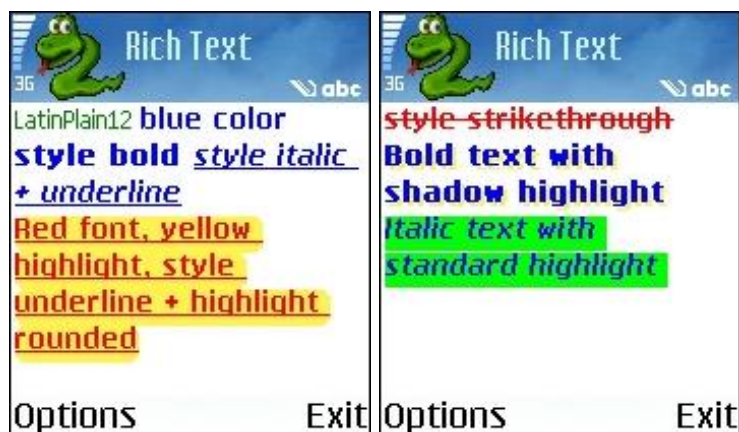 Rich Text
3G
abc
LatinPlain12 blue color
style bold style italic
+ underline
Red font, yellow
highlight, style
underline + highlight
rounded
Options Exit
Rich Text
3G
abc
style strikethrough
Bold text with
shadow highlight
Italic text with
standard highlight
Options Exit